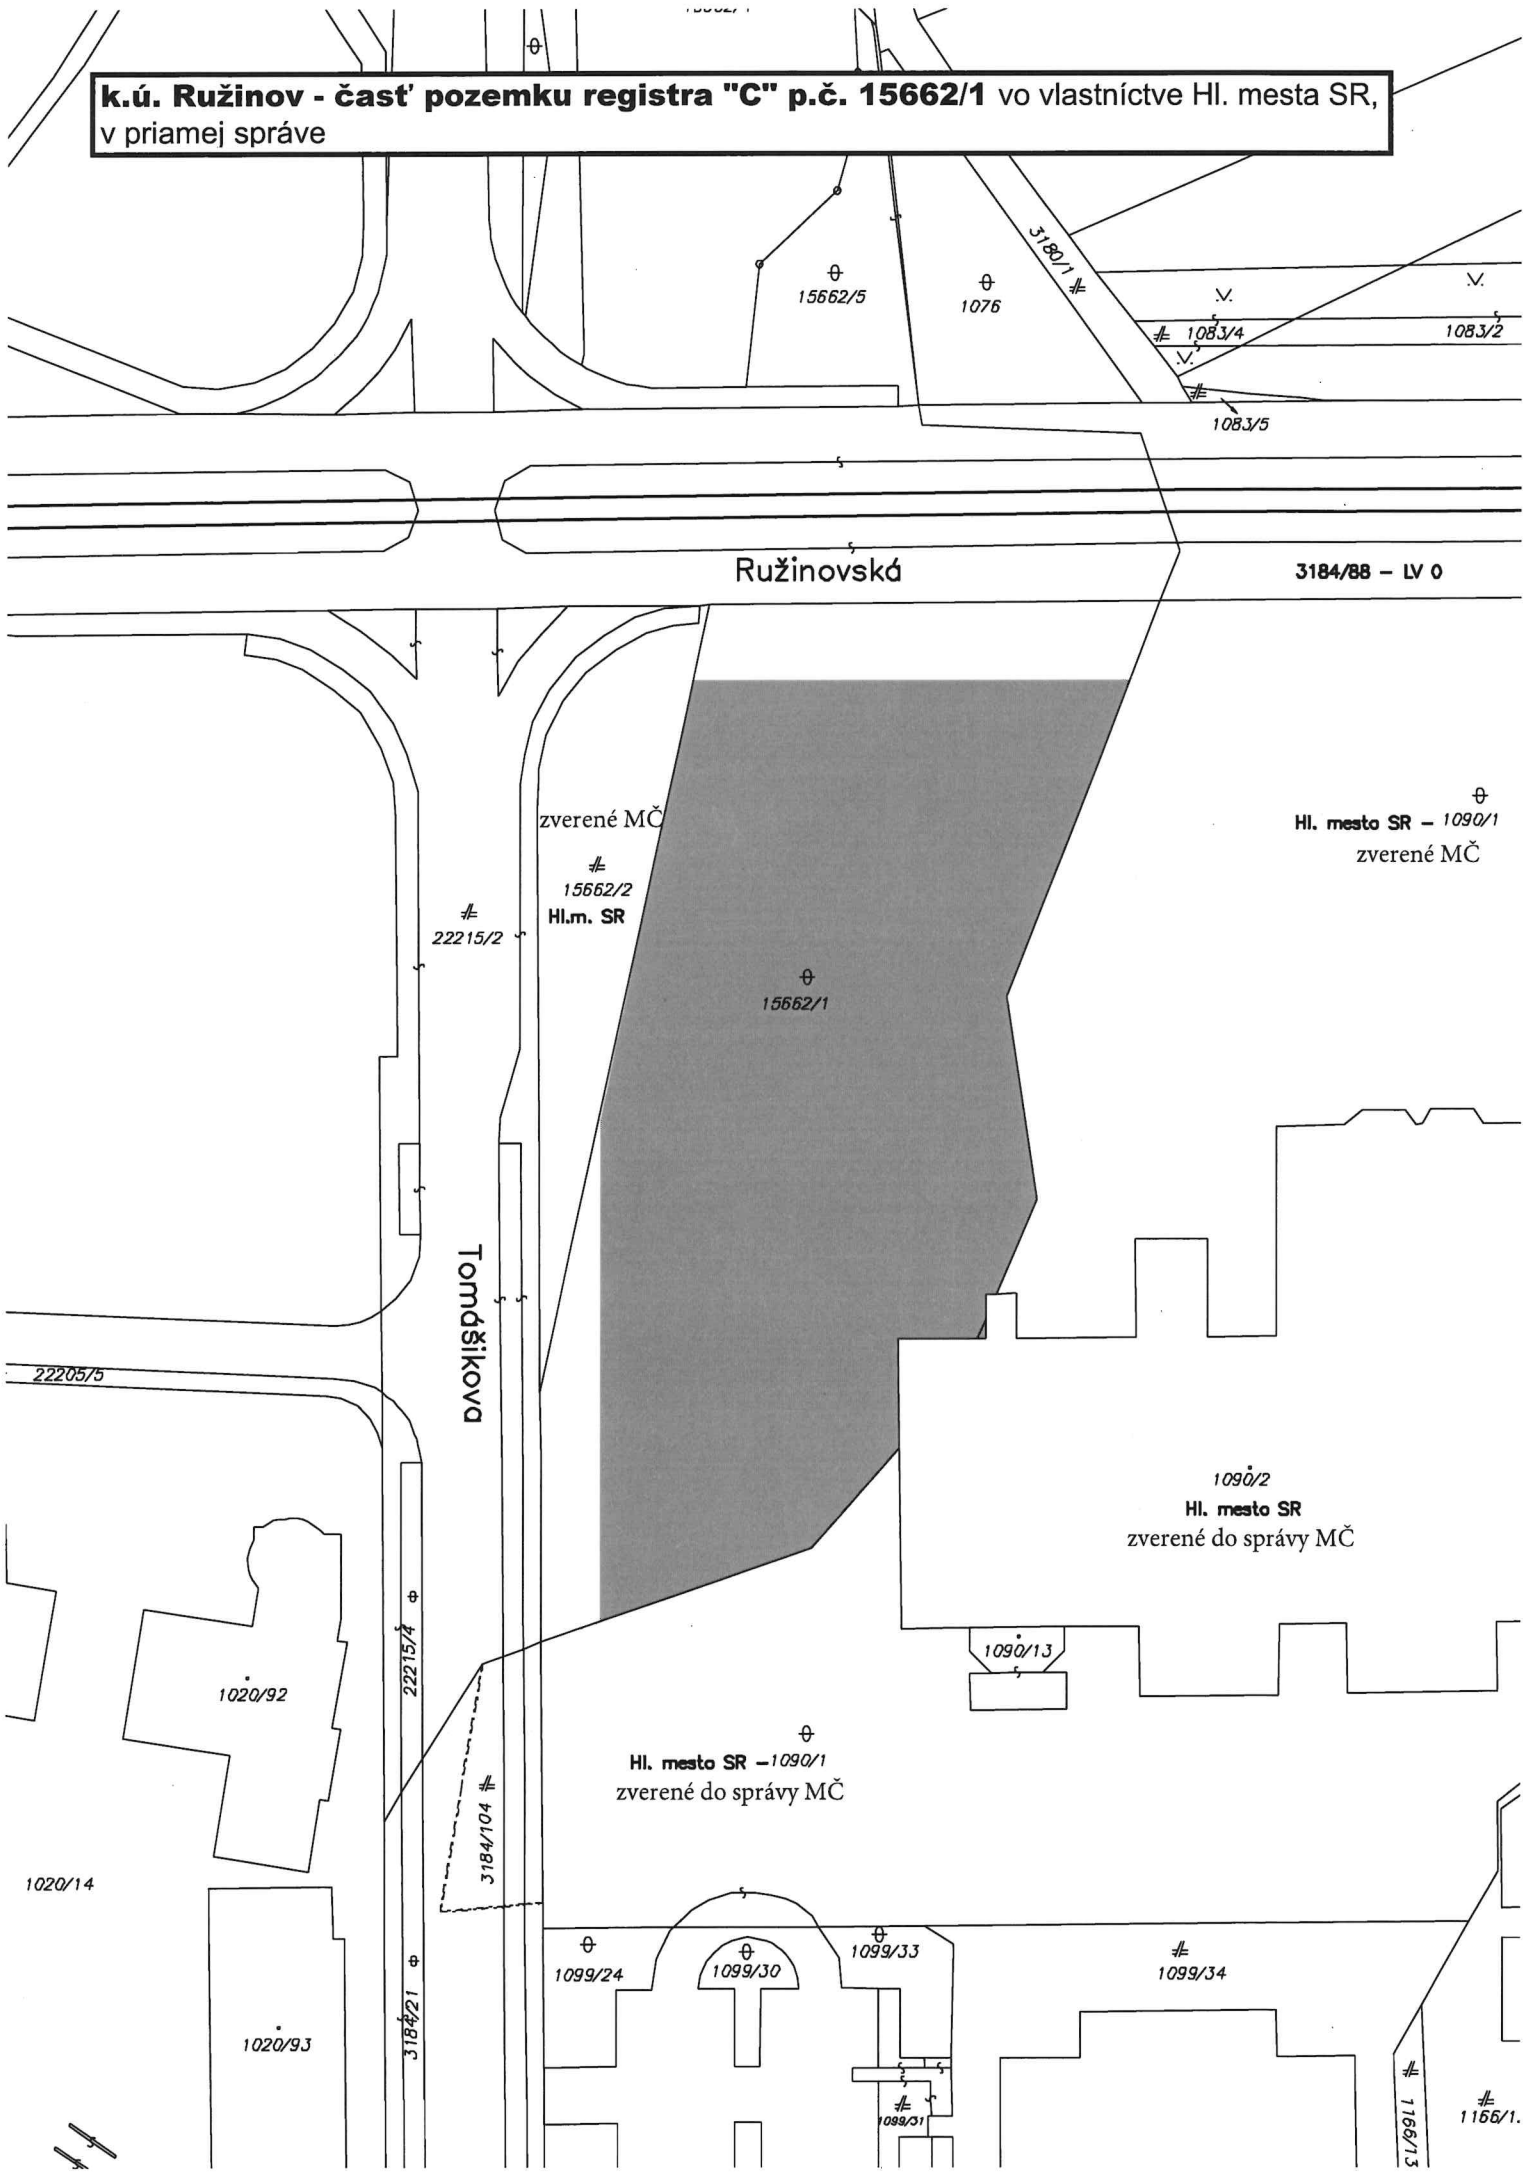 k.ú. Ružinov - časť pozemku registra "C" p.č. 15662/1 vo vlastníctve Hl. mesta SR,
v priamej správe
15662/5
1076
3180/1
1083/4
1083/2
1083/5
Ružinovská
3184/88 – LV 0
zverené MČ
15662/2
Hl.m. SR
22215/2
Hl. mesto SR – 1090/1
zverené MČ
15662/1
Tomášikova
22205/5
1090/2
Hl. mesto SR
zverené do správy MČ
22215/4
1090/13
1020/92
Hl. mesto SR –1090/1
zverené do správy MČ
3184/104
1020/14
1099/24
1099/30
1099/33
1099/34
3184/21
1020/93
1099/31
1166/13
1166/1.